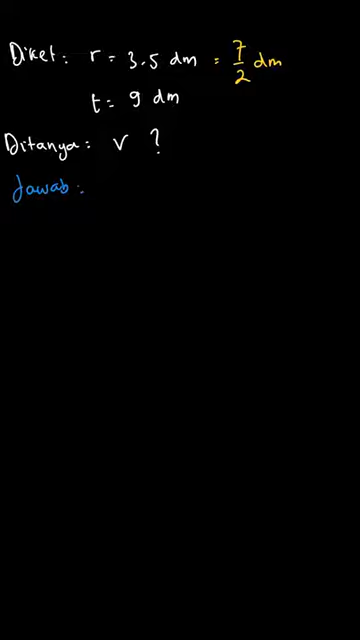 Diket: r = 3.5 dm = 7/2 dm
t = 9 dm
Ditanya: v ?
Jawab: